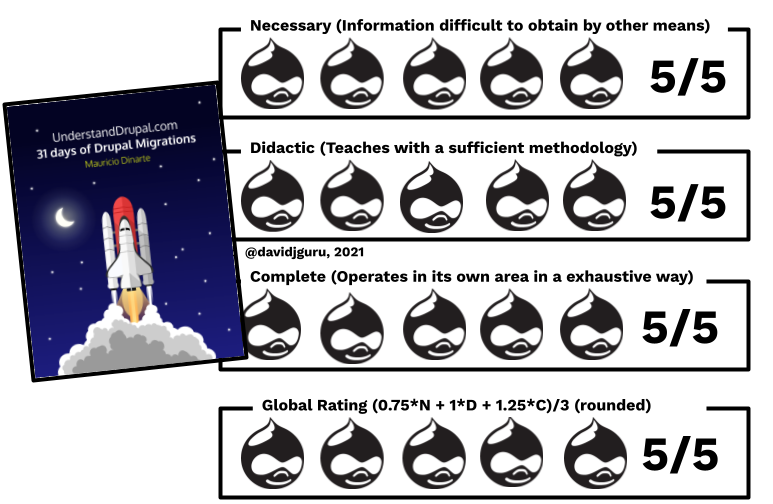 Necessary (Information difficult to obtain by other means)
5/5
UnderstandDrupal.com
31 days of Drupal Migrations
Mauricio Dinarte
Didactic (Teaches with a sufficient methodology)
5/5
@davidjguru, 2021
Complete (Operates in its own area in a exhaustive way)
5/5
Global Rating (0.75*N + 1*D + 1.25*C)/3 (rounded)
5/5